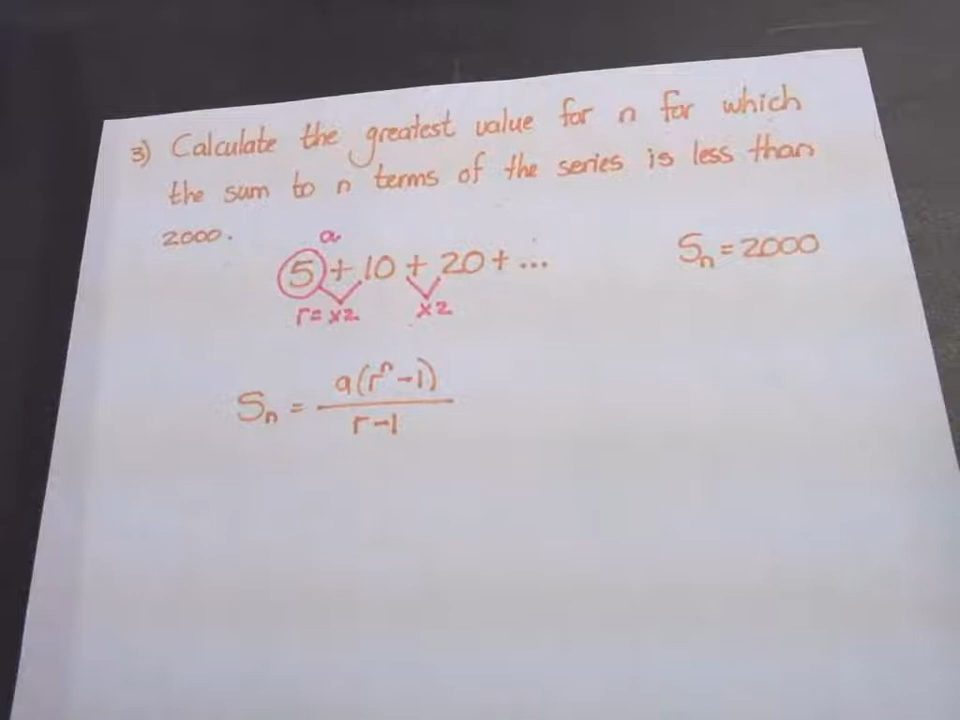 3) Calculate the greatest value for n for which
the sum to n terms of the series is less than
2000.
a
5 + 10 + 20 + ...
Sn = 2000
r = x2
x2
Sn = a(r^n - 1)
r - 1